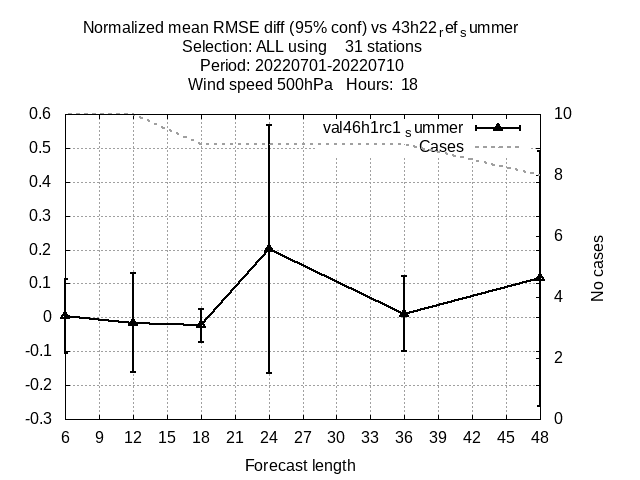 Normalized mean RMSE diff (95% conf) vs 43h22ref summer
Selection: ALL using 31 stations
Period: 20220701-20220710
Wind speed 500hPa Hours: 18
val46h1rc1summer
Cases
0.6
0.5
0.4
0.3
0.2
0.1
0
-0.1
-0.2
-0.3
10
8
6
4
2
0
No cases
6 9 12 15 18 21 24 27 30 33 36 39 42 45 48
Forecast length